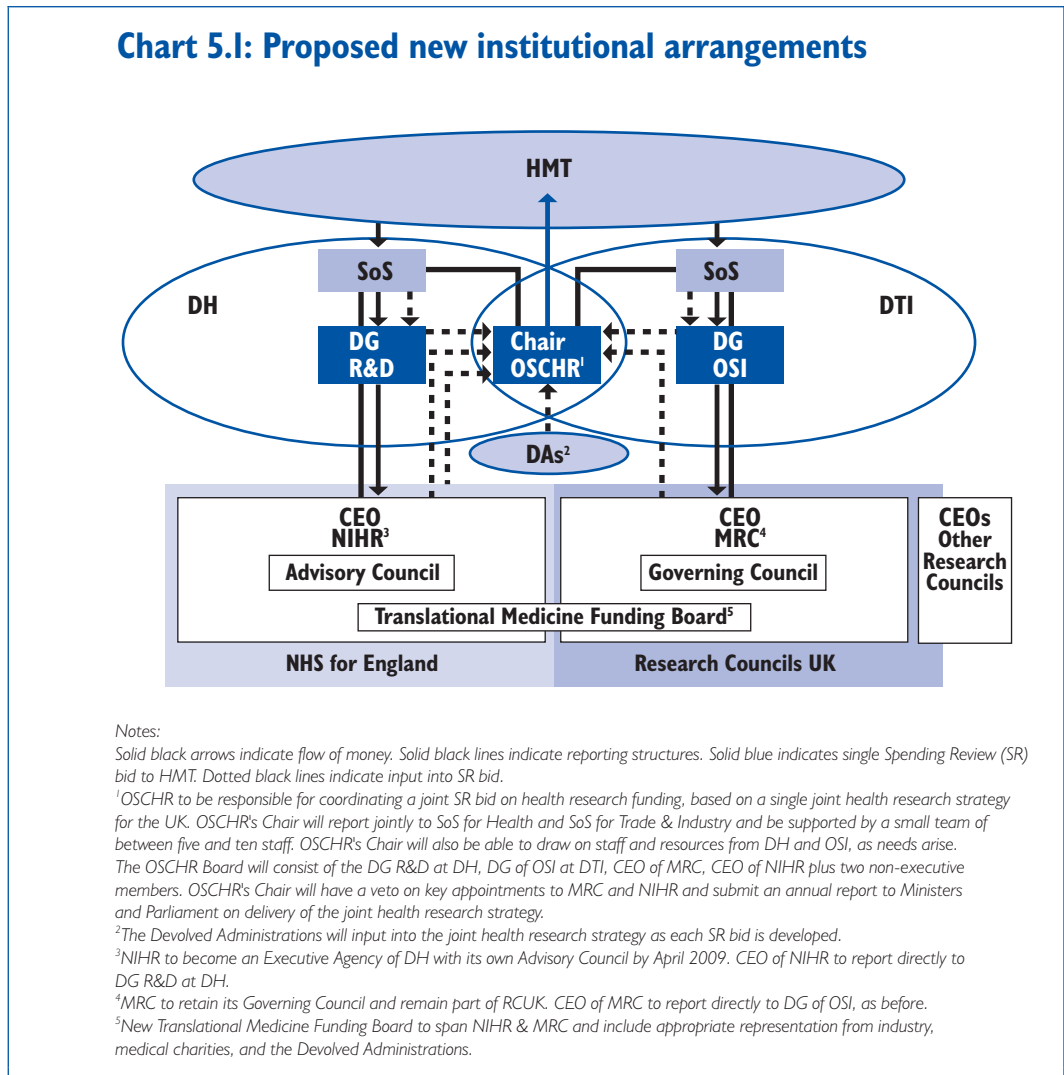 Chart 5.1: Proposed new institutional arrangements
HMT
SoS
SoS
DH
DTI
DG
R&D
Chair
OSCHR¹
DG
OSI
DAs²
CEO
NIHR³
Advisory Council
CEO
MRC⁴
Governing Council
CEOs
Other
Research
Councils
Translational Medicine Funding Board⁵
NHS for England
Research Councils UK
Notes:
Solid black arrows indicate flow of money. Solid black lines indicate reporting structures. Solid blue indicates single Spending Review (SR)
bid to HMT. Dotted black lines indicate input into SR bid.
¹OSCHR to be responsible for coordinating a joint SR bid on health research funding, based on a single joint health research strategy
for the UK. OSCHR's Chair will report jointly to SoS for Health and SoS for Trade & Industry and be supported by a small team of
between five and ten staff. OSCHR's Chair will also be able to draw on staff and resources from DH and OSI, as needs arise.
The OSCHR Board will consist of the DG R&D at DH, DG of OSI at DTI, CEO of MRC, CEO of NIHR plus two non-executive
members. OSCHR's Chair will have a veto on key appointments to MRC and NIHR and submit an annual report to Ministers
and Parliament on delivery of the joint health research strategy.
²The Devolved Administrations will input into the joint health research strategy as each SR bid is developed.
³NIHR to become an Executive Agency of DH with its own Advisory Council by April 2009. CEO of NIHR to report directly to
DG R&D at DH.
⁴MRC to retain its Governing Council and remain part of RCUK. CEO of MRC to report directly to DG of OSI, as before.
⁵New Translational Medicine Funding Board to span NIHR & MRC and include appropriate representation from industry,
medical charities, and the Devolved Administrations.